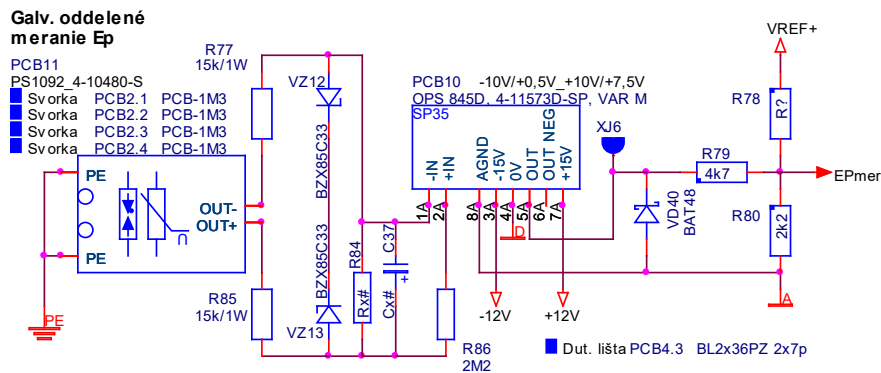 Galv. oddelené
meranie Ep
PCB11
PS1092_4-10480-S
Svorka PCB2.1 PCB-1M3
Svorka PCB2.2 PCB-1M3
Svorka PCB2.3 PCB-1M3
Svorka PCB2.4 PCB-1M3
PE
OUT-
OUT+
PE
PE
R77
15k/1W
R85
15k/1W
VZ12
BZX85C33
BZX85C33
VZ13
R84
Rx#
C37
Cx#
+
PCB10 -10V/+0,5V_+10V/+7,5V
OPS 845D, 4-11573D-SP, VAR M
SP35
-IN
+IN
AGND
-15V
0V
OUT
OUT NEG
+15V
1A
2A
8A
3A
4A
5A
6A
7A
D
-12V
+12V
R86
2M2
XJ6
VD40
BAT48
R79
4k7
VREF+
R78
R?
EPmer
R80
2k2
A
Dut. lišta PCB4.3 BL2x36PZ 2x7p